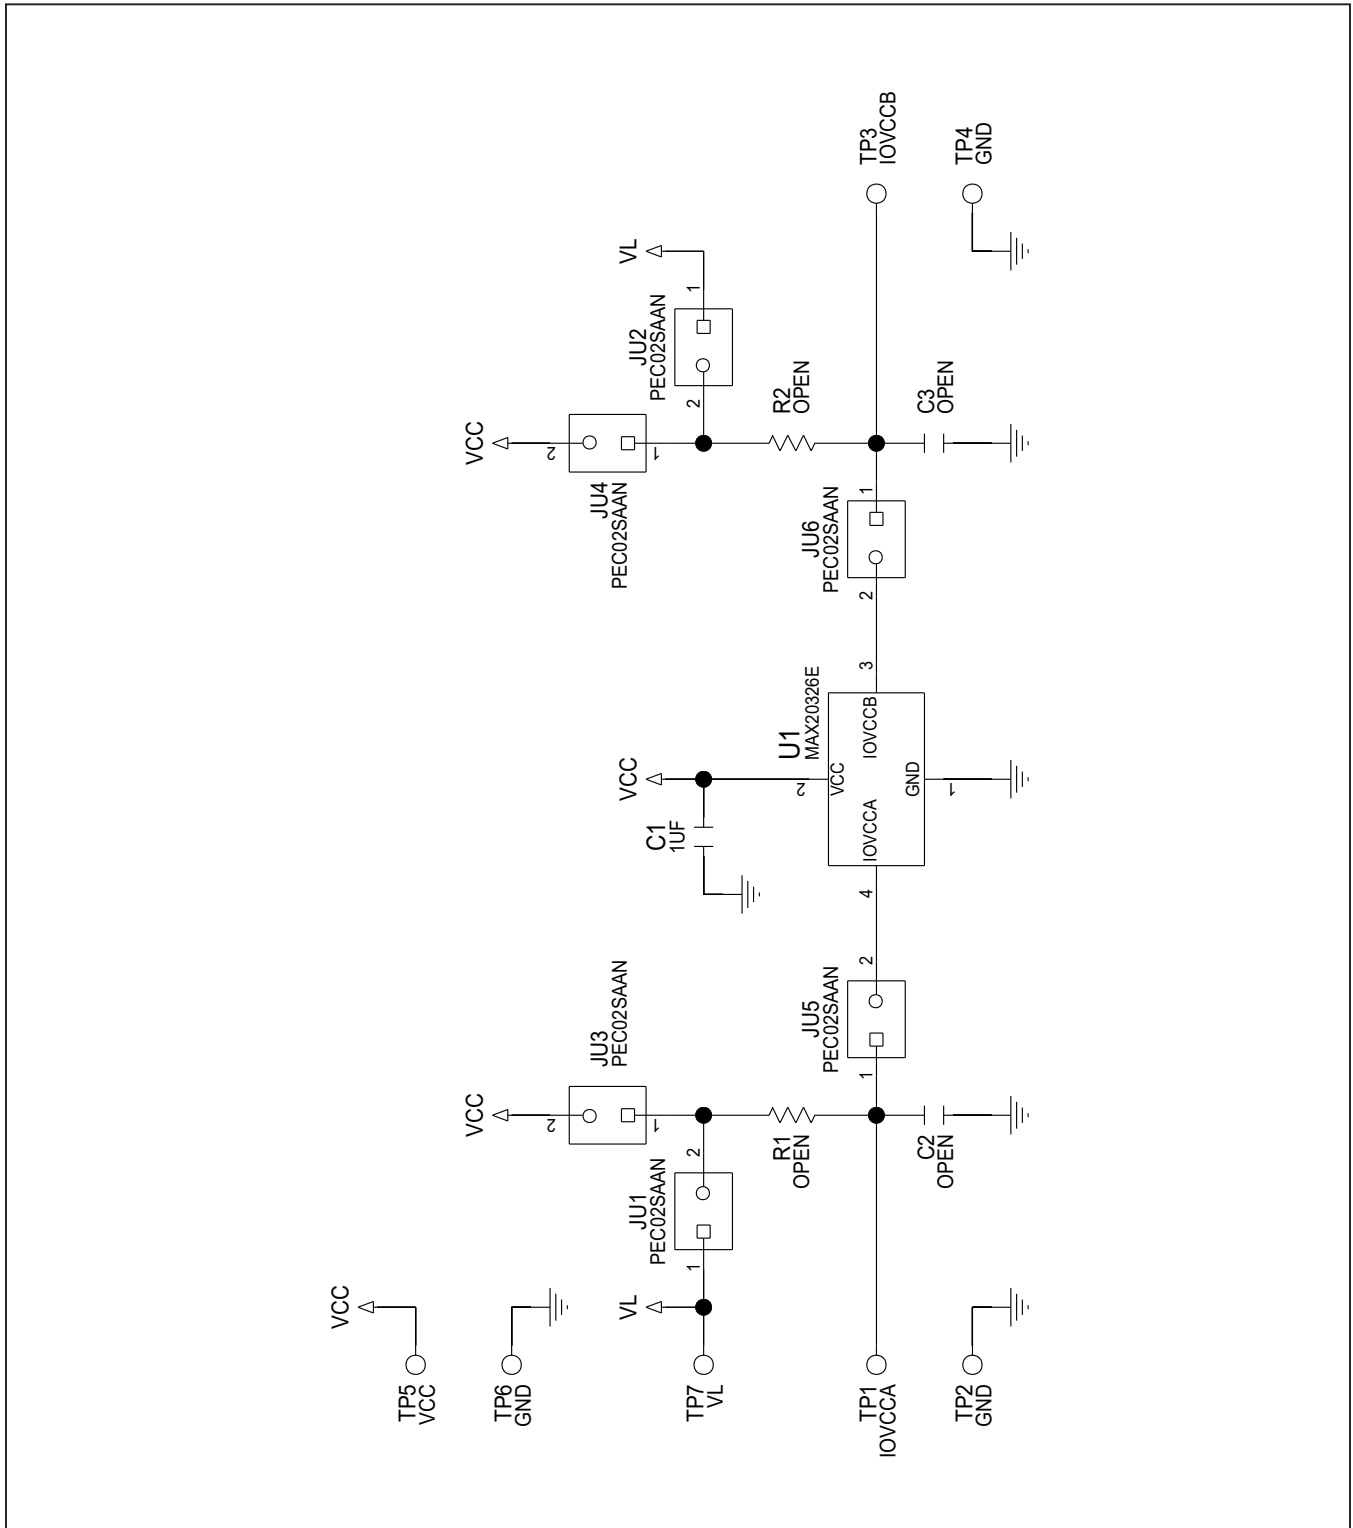 TP5
VCC
VCC
TP6
GND
TP7
VL
VL
TP1
IOVCCA
TP2
GND
VCC
2
JU3
PEC02SAAN
1
JU1
PEC02SAAN
1
2
R1
OPEN
C2
OPEN
JU5
PEC02SAAN
1
2
VCC
C1
1UF
U1
MAX20326E
2
VCC
4
IOVCCA
IOVCCB
3
GND
1
VCC
2
JU4
PEC02SAAN
1
JU2
PEC02SAAN
2
1
VL
R2
OPEN
JU6
PEC02SAAN
2
1
C3
OPEN
TP3
IOVCCB
TP4
GND